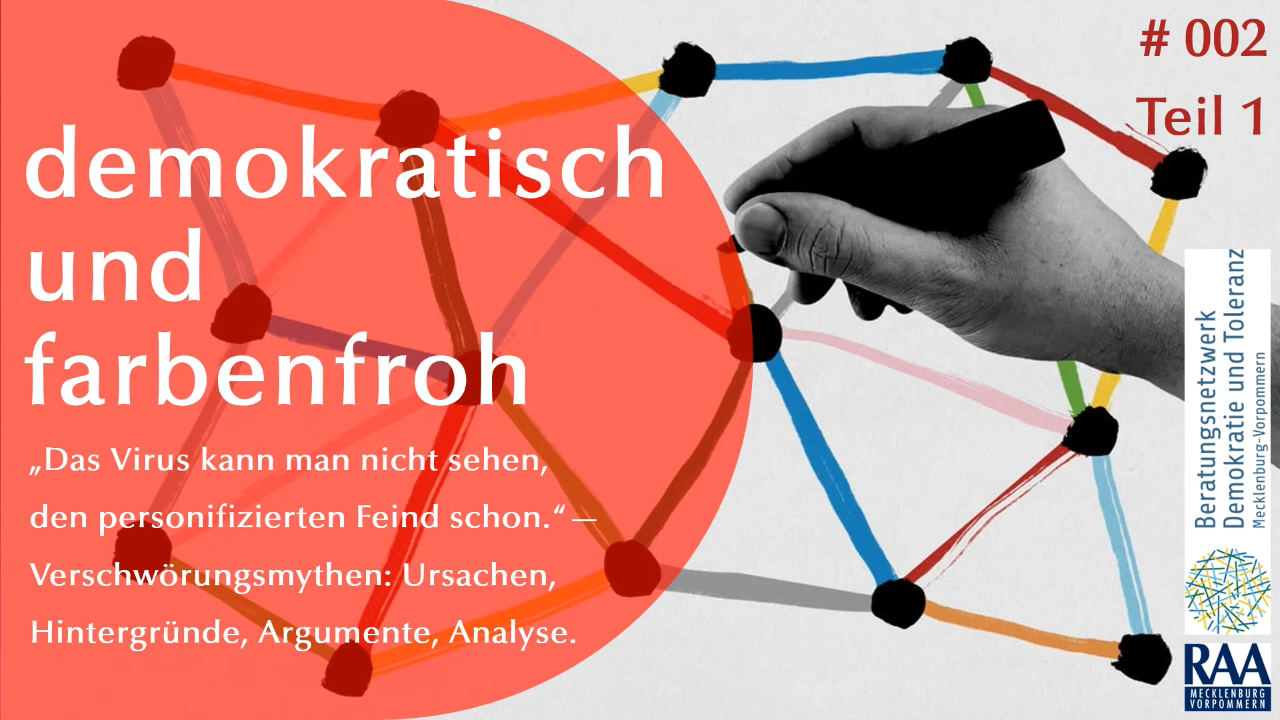 # 002
Teil 1
demokratisch
und
farbenfroh
„Das Virus kann man nicht sehen,
den personifizierten Feind schon.“ —
Verschwörungsmythen: Ursachen,
Hintergründe, Argumente, Analyse.
Beratungsnetzwerk
Demokratie und Toleranz
Mecklenburg-Vorpommern
RAA
MECKLENBURG
VORPOMMERN